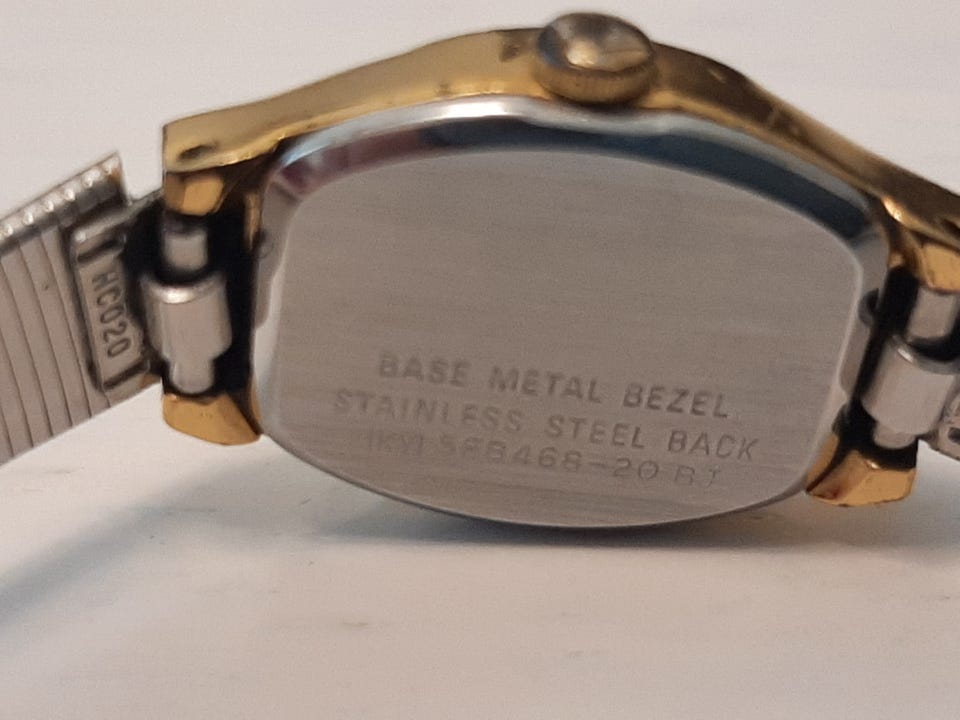 HC020
BASE METAL BEZEL
STAINLESS STEEL BACK